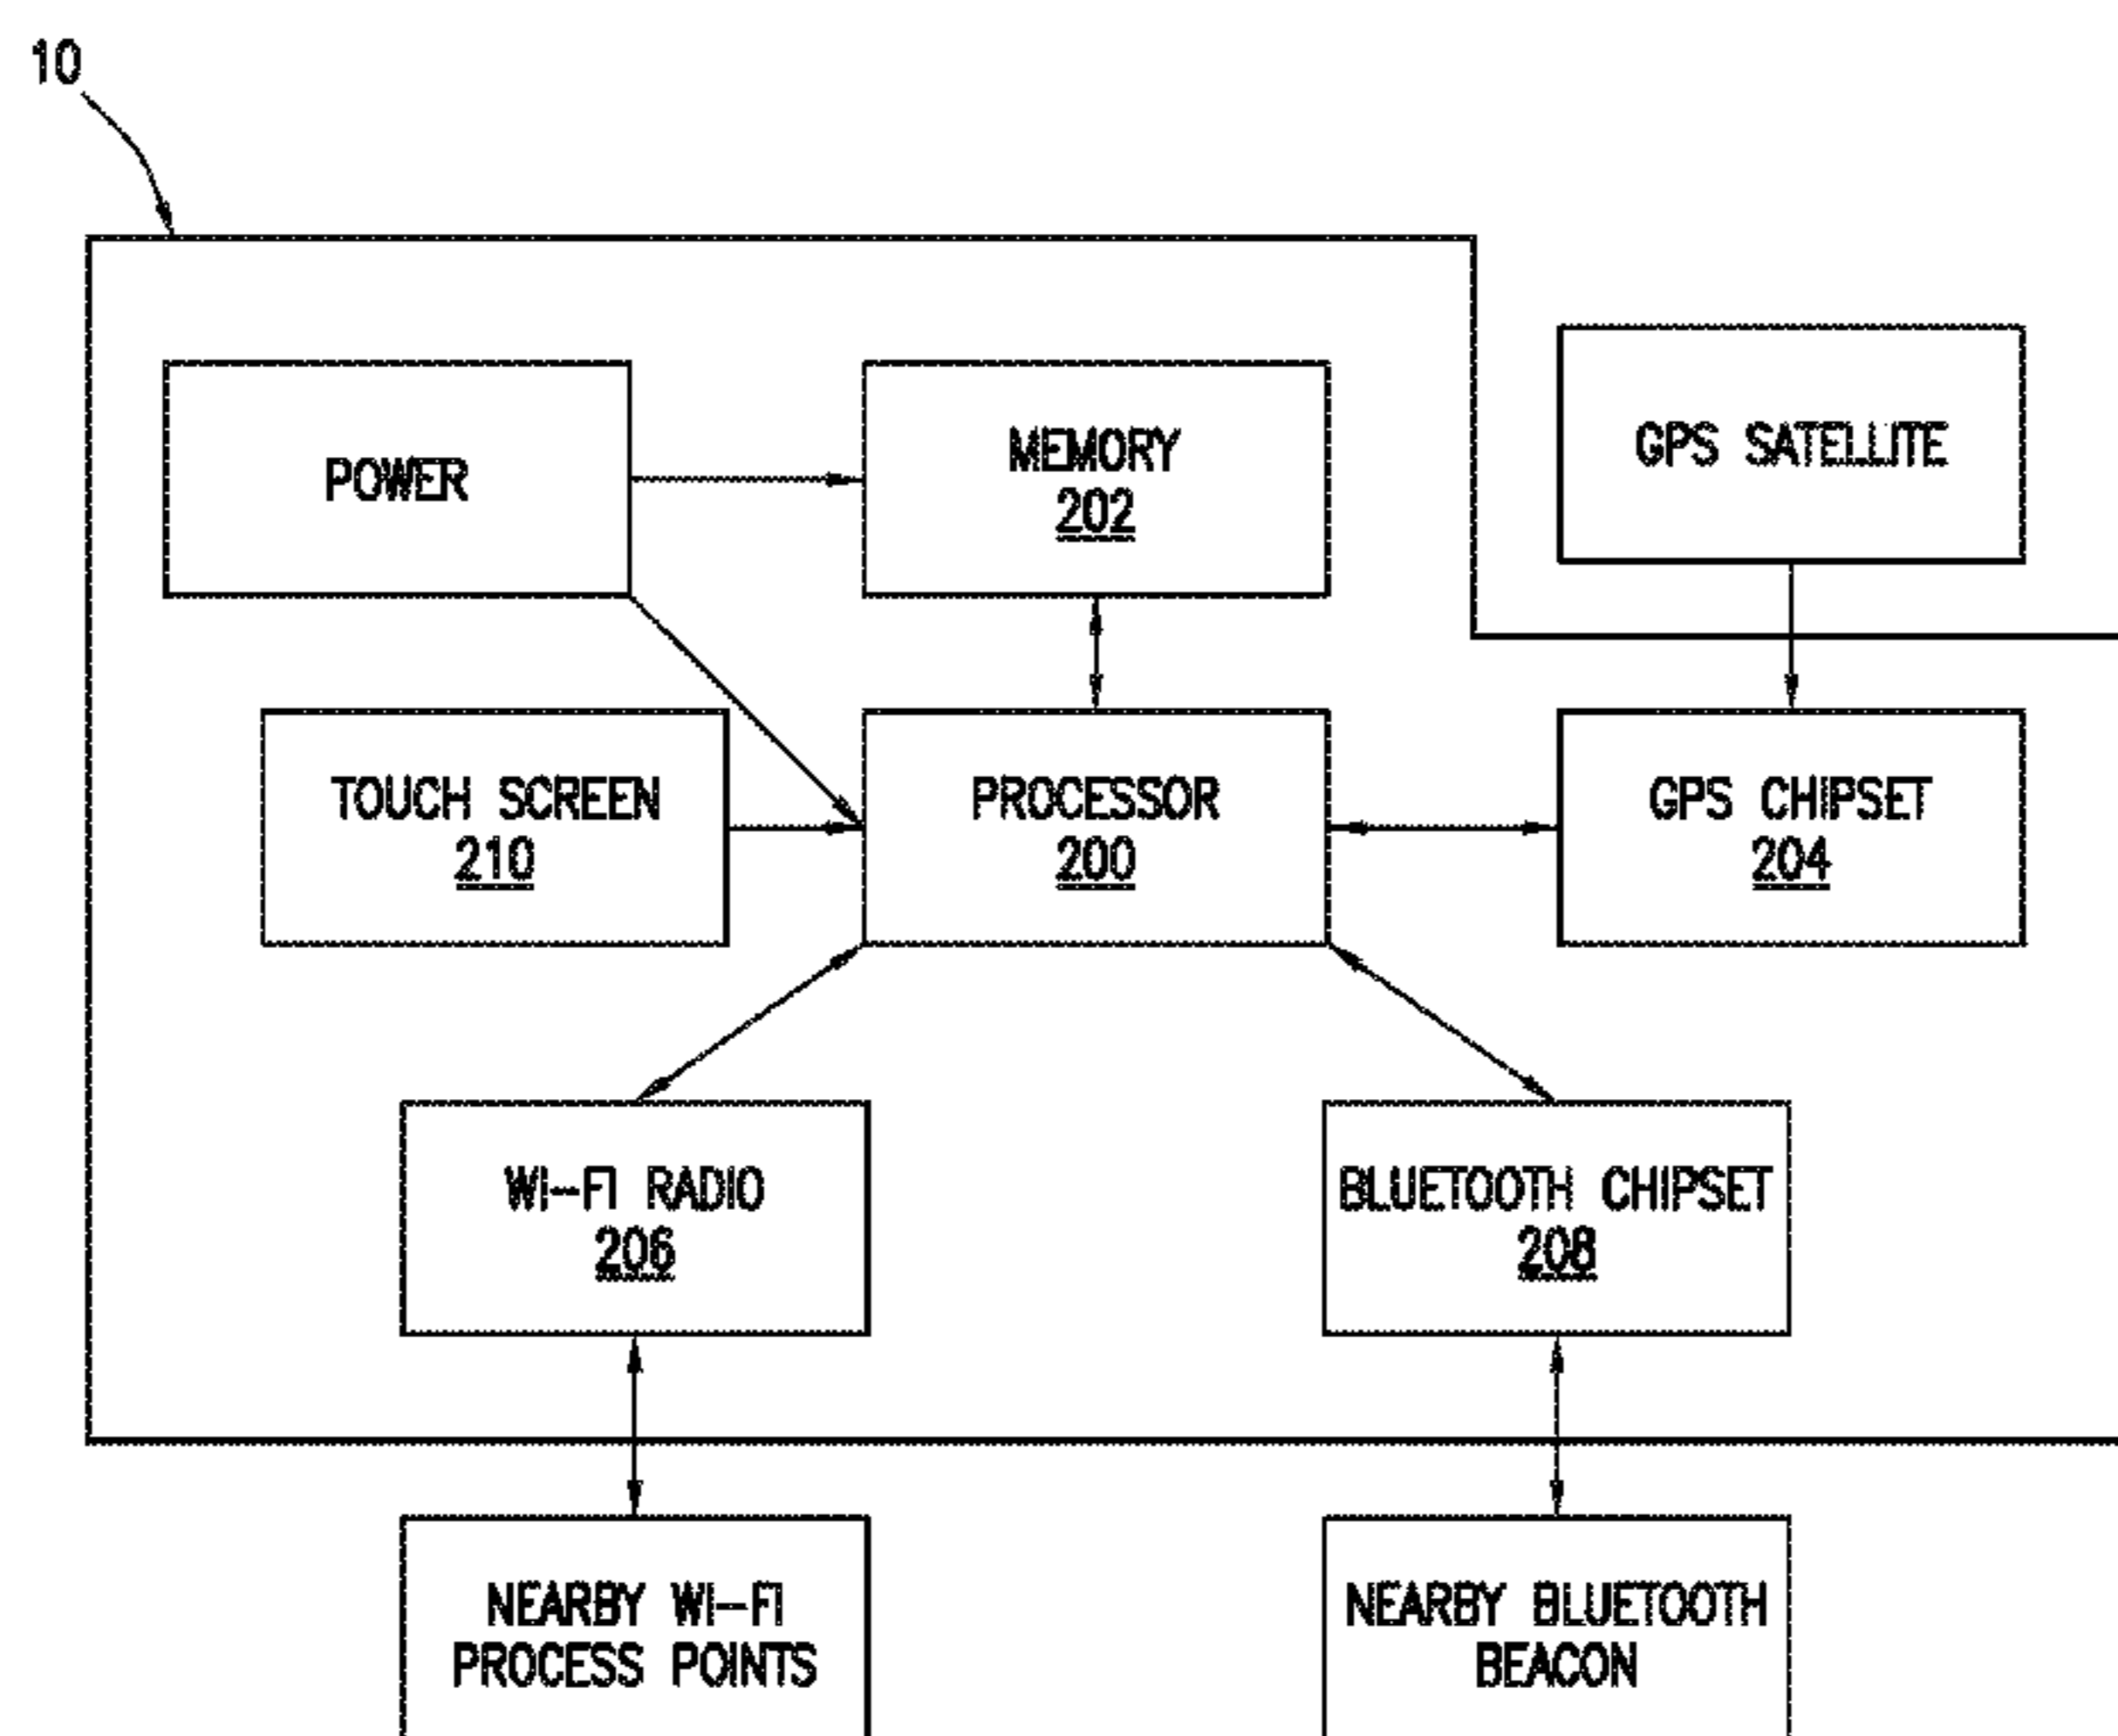 10
POWER
MEMORY
202
GPS SATELLITE
TOUCH SCREEN
210
PROCESSOR
200
GPS CHIPSET
204
WI-FI RADIO
206
BLUETOOTH CHIPSET
208
NEARBY WI-FI
PROCESS POINTS
NEARBY BLUETOOTH
BEACON